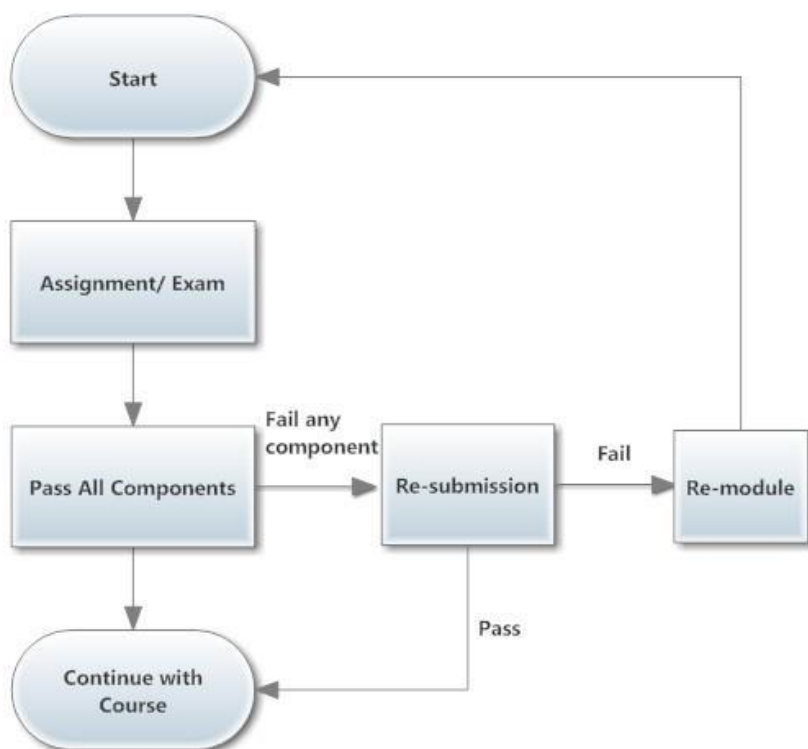 Start
Assignment/ Exam
Fail any
component
Pass All Components
Re-submission
Fail
Re-module
Pass
Continue with
Course